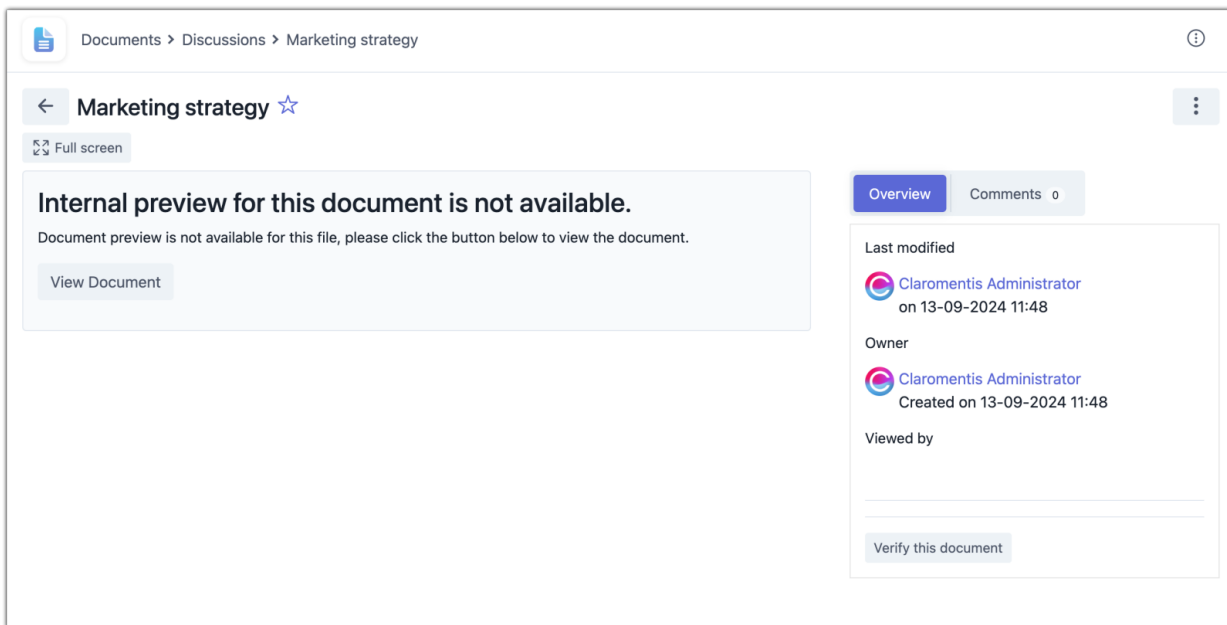 Documents > Discussions > Marketing strategy
Marketing strategy
Full screen
Internal preview for this document is not available.
Document preview is not available for this file, please click the button below to view the document.
View Document
Overview Comments 0
Last modified
Claromentis Administrator
on 13-09-2024 11:48
Owner
Claromentis Administrator
Created on 13-09-2024 11:48
Viewed by
Verify this document